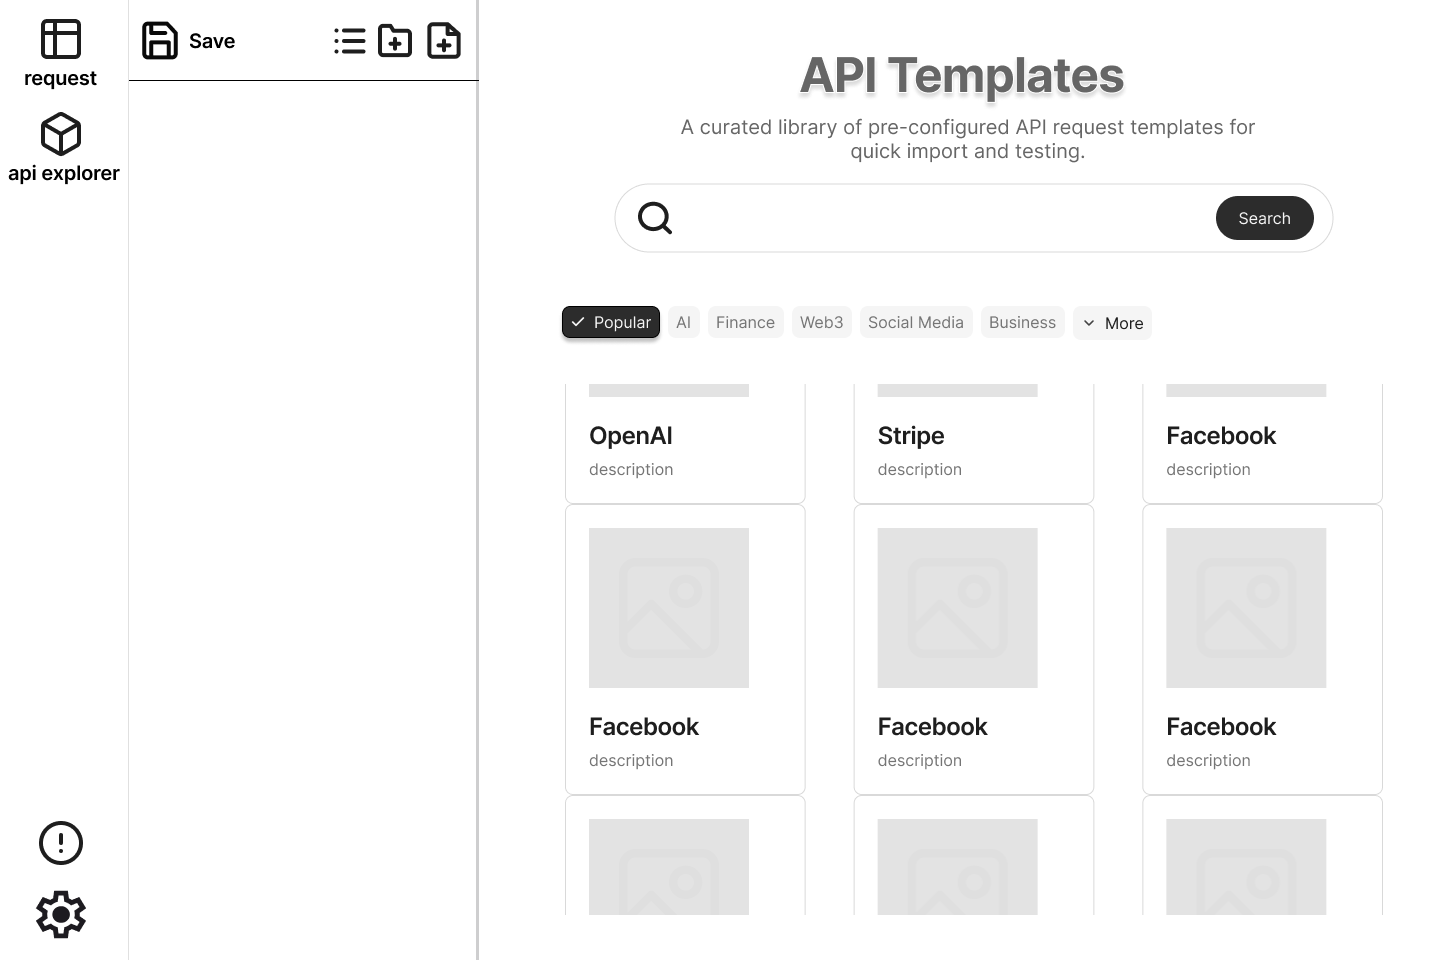 request
api explorer
Save
API Templates
A curated library of pre-configured API request templates for
quick import and testing.
Search
Popular
AI
Finance
Web3
Social Media
Business
More
OpenAI
Stripe
Facebook
description
description
description
Facebook
Facebook
Facebook
description
description
description